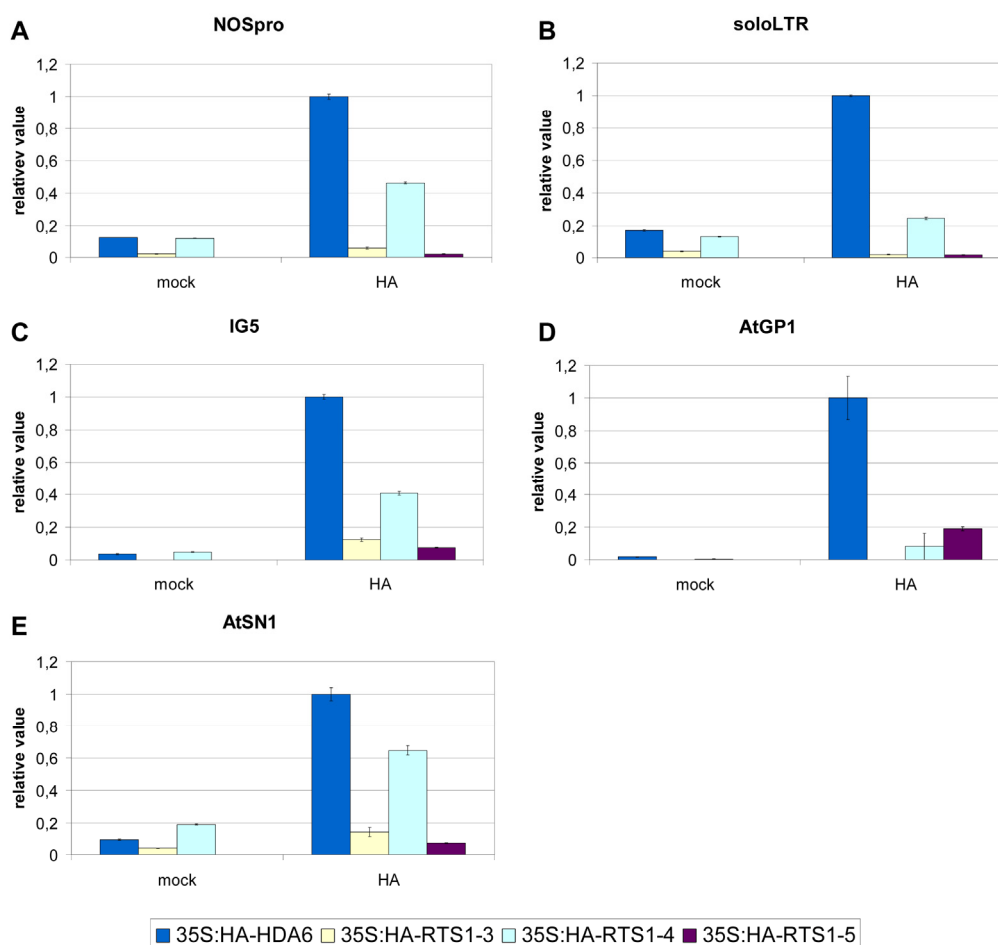 A
NOSpro
relativev value
1,2
1
0,8
0,6
0,4
0,2
0
mock
HA
B
soloLTR
relative value
1,2
1
0,8
0,6
0,4
0,2
0
mock
HA
C
IG5
relative value
1,2
1
0,8
0,6
0,4
0,2
0
mock
HA
D
AtGP1
relative value
1,2
1
0,8
0,6
0,4
0,2
0
mock
HA
E
AtSN1
relative value
1,2
1
0,8
0,6
0,4
0,2
0
mock
HA
35S:HA-HDA6 35S:HA-RTS1-3 35S:HA-RTS1-4 35S:HA-RTS1-5